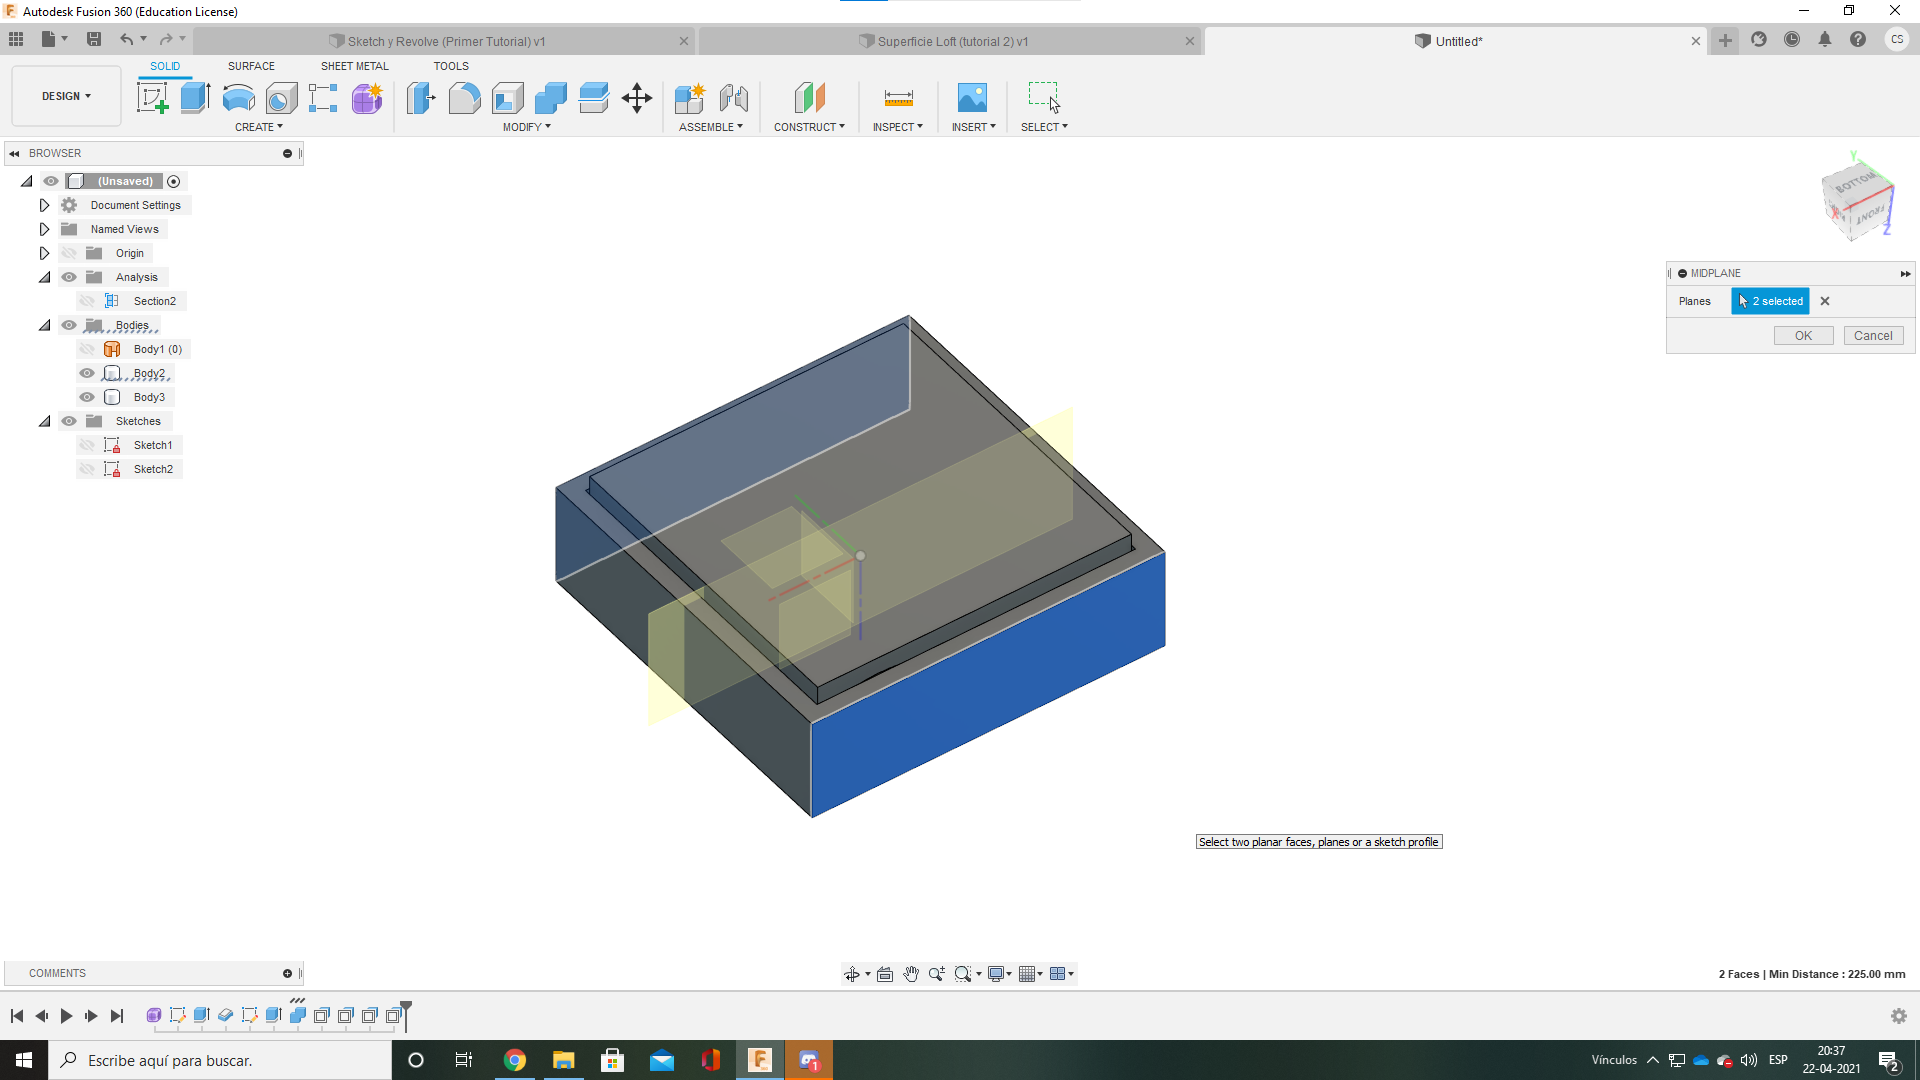 Autodesk Fusion 360 (Education License)
Sketch y Revolve (Primer Tutorial) v1
Superficie Loft (tutorial 2) v1
Untitled*
CS
DESIGN
SOLID SURFACE SHEET METAL TOOLS
CREATE MODIFY ASSEMBLE CONSTRUCT INSPECT INSERT SELECT
BROWSER
(Unsaved)
Document Settings
Named Views
Origin
Analysis
Section2
Bodies
Body1 (0)
Body2
Body3
Sketches
Sketch1
Sketch2
Y
BOTTOM
FRONT
X
Z
MIDPLANE
Planes 2 selected
OK Cancel
Select two planar faces, planes or a sketch profile
COMMENTS
2 Faces | Min Distance : 225.00 mm
Escribe aquí para buscar.
1
Vínculos
ESP
20:37
22-04-2021
2